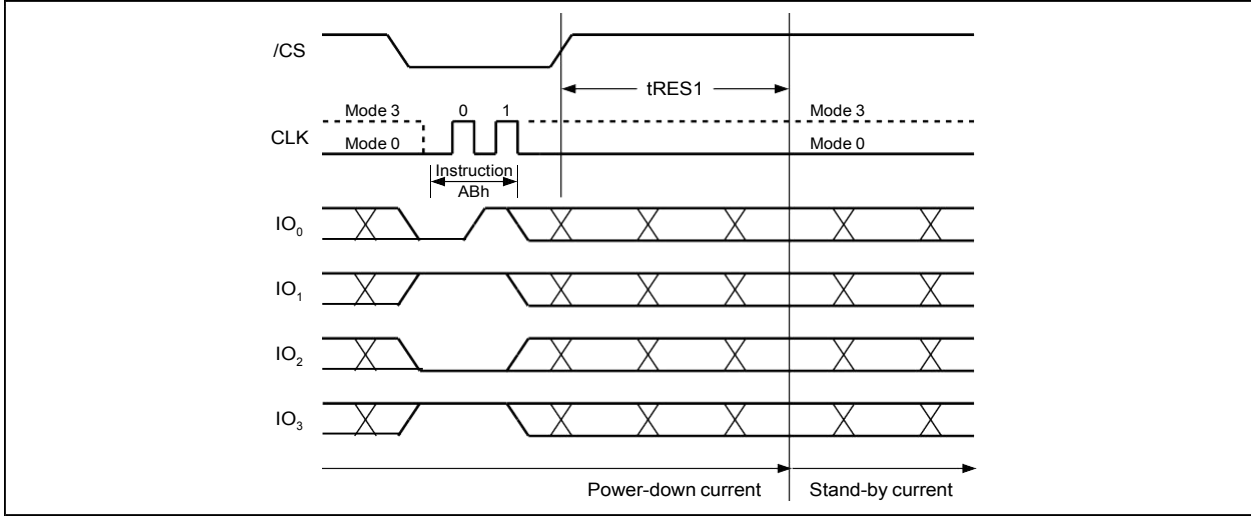 /CS
tRES1
Mode 3 0 1 Mode 3
CLK
Mode 0 Mode 0
Instruction
ABh
IO0
IO1
IO2
IO3
Power-down current Stand-by current